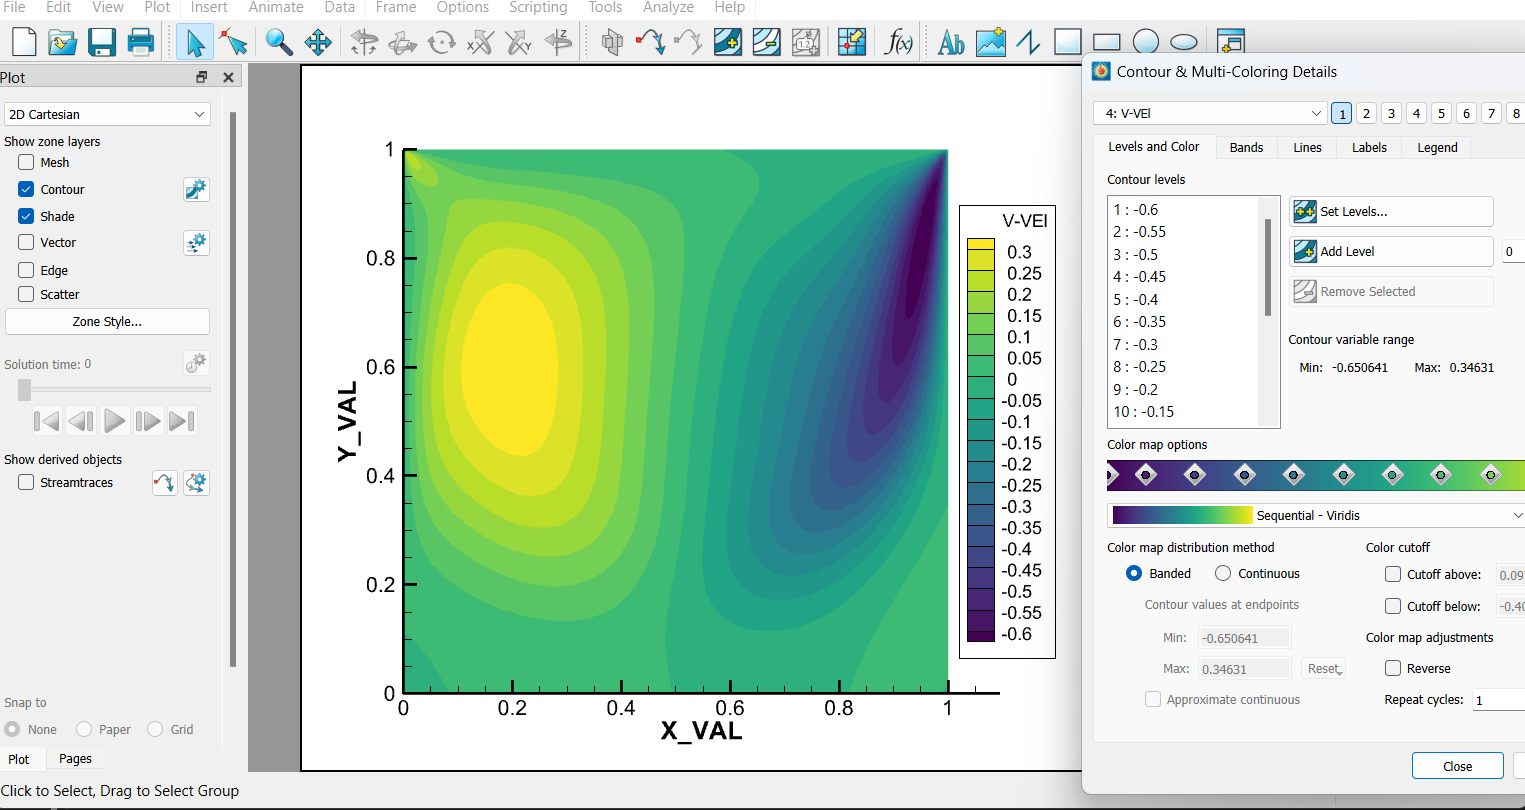 File Edit View Plot Insert Animate Data Frame Options Scripting Tools Analyze Help
Plot
2D Cartesian
Show zone layers
Mesh
Contour
Shade
Vector
Edge
Scatter
Zone Style...
Solution time: 0
Show derived objects
Streamtraces
Snap to
None Paper Grid
Plot Pages
Click to Select, Drag to Select Group
Y_VAL
1
0.8
0.6
0.4
0.2
0
0 0.2 0.4 0.6 0.8 1
X_VAL
V-VEl
0.3
0.25
0.2
0.15
0.1
0.05
0
-0.05
-0.1
-0.15
-0.2
-0.25
-0.3
-0.35
-0.4
-0.45
-0.5
-0.55
-0.6
Contour & Multi-Coloring Details
4: V-VEl 1 2 3 4 5 6 7 8
Levels and Color Bands Lines Labels Legend
Contour levels
1 : -0.6
2 : -0.55
3 : -0.5
4 : -0.45
5 : -0.4
6 : -0.35
7 : -0.3
8 : -0.25
9 : -0.2
10 : -0.15
Set Levels...
Add Level 0
Remove Selected
Contour variable range
Min: -0.650641 Max: 0.34631
Color map options
Sequential - Viridis
Color map distribution method
Banded Continuous
Contour values at endpoints
Min: -0.650641
Max: 0.34631 Reset
Approximate continuous
Color cutoff
Cutoff above: 0.09
Cutoff below: -0.40
Color map adjustments
Reverse
Repeat cycles: 1
Close